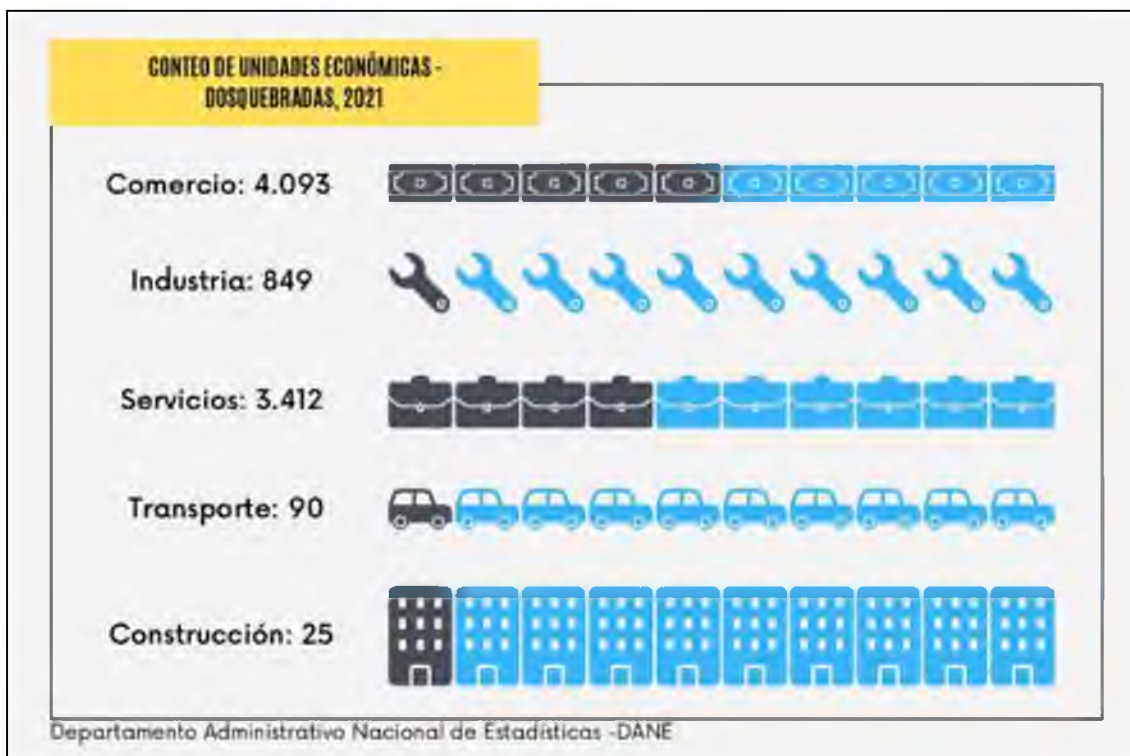 CONTEO DE UNIDADES ECONÓMICAS -
DOSQUEBRADAS, 2021
Comercio: 4.093
Industria: 849
Servicios: 3.412
Transporte: 90
Construcción: 25
Departamento Administrativo Nacional de Estadísticas -DANE